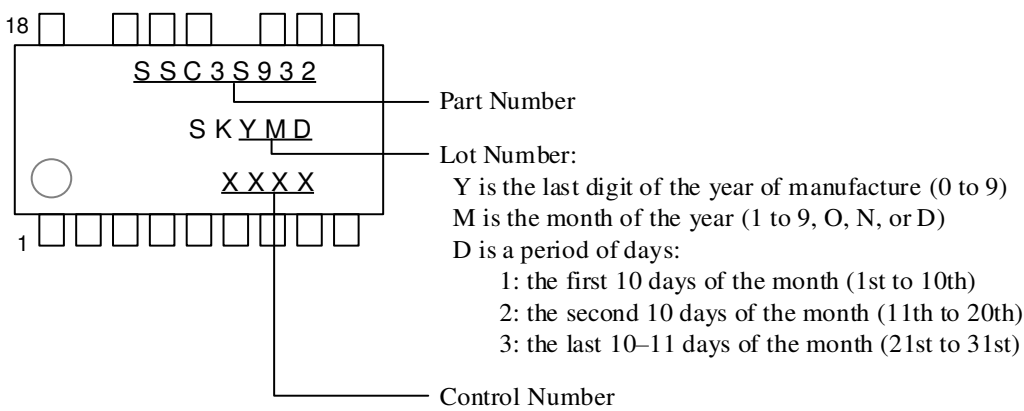 18
SSC3S932
Part Number
SKYMD
Lot Number:
Y is the last digit of the year of manufacture (0 to 9)
XXXX
M is the month of the year (1 to 9, O, N, or D)
1
D is a period of days:
1: the first 10 days of the month (1st to 10th)
2: the second 10 days of the month (11th to 20th)
3: the last 10–11 days of the month (21st to 31st)
Control Number